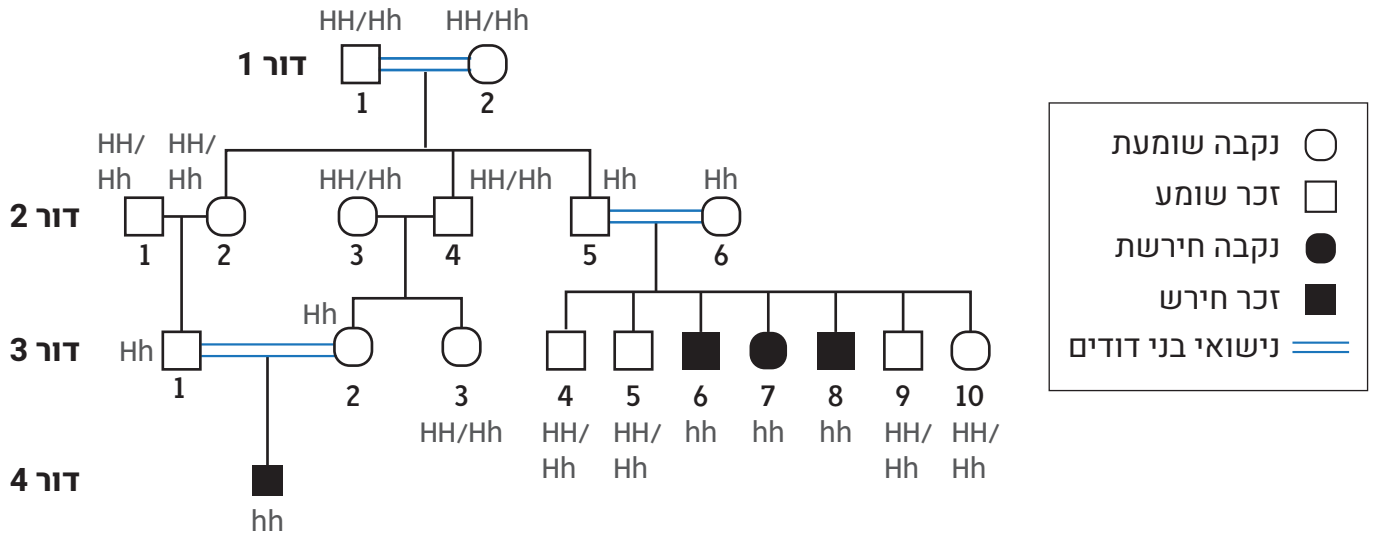 HH/Hh HH/Hh
דור 1
1 2
HH/ HH/
Hh Hh
HH/Hh HH/Hh Hh Hh
דור 2
1 2 3 4 5 6
Hh
דור 3
Hh
1 2 3 4 5 6 7 8 9 10
HH/Hh HH/ HH/ hh hh hh HH/ HH/
Hh Hh Hh Hh
דור 4
hh
נקבה שומעת
זכר שומע
נקבה חירשת
זכר חירש
נישואי בני דודים